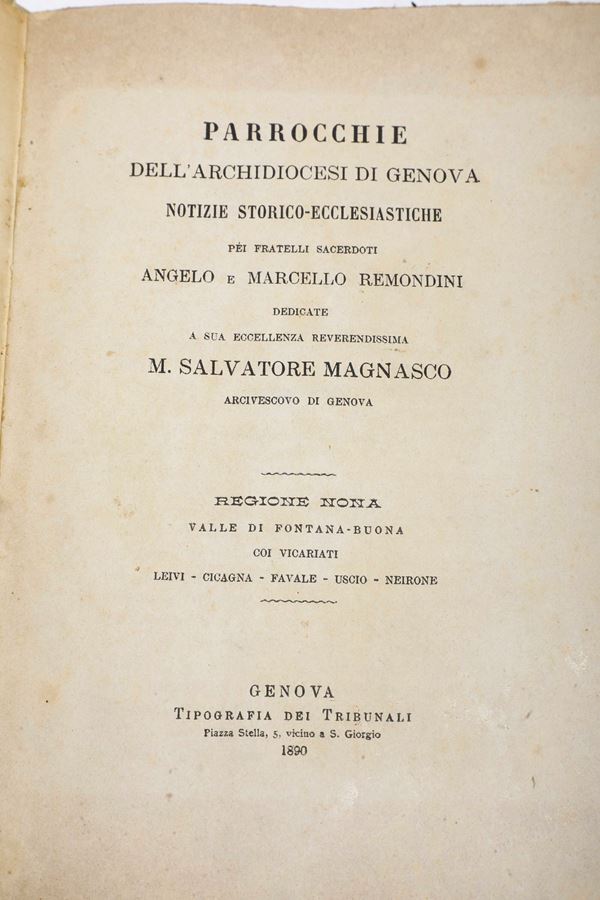 PARROCCHIE
DELL'ARCHIDIOCESI DI GENOVA
NOTIZIE STORICO-ECCLESIASTICHE
PEI FRATELLI SACERDOTI
ANGELO E MARCELLO REMONDINI
DEDICATE
A SUA ECCELLENZA REVERENDISSIMA
M. SALVATORE MAGNASCO
ARCIVESCOVO DI GENOVA
REGIONE NONA
VALLE DI FONTANA-BUONA
COI VICARIATI
LEIVI - CICAGNA - FAVALE - USCIO - NEIRONE
GENOVA
TIPOGRAFIA DEI TRIBUNALI
Piazza Stella, 5, vicino a S. Giorgio
1890